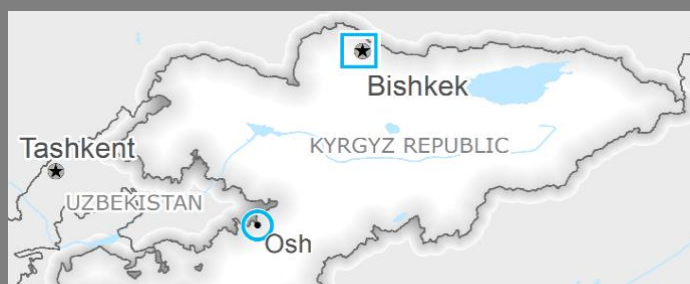 Bishkek
KYRGYZ REPUBLIC
Tashkent
UZBEKISTAN
Osh